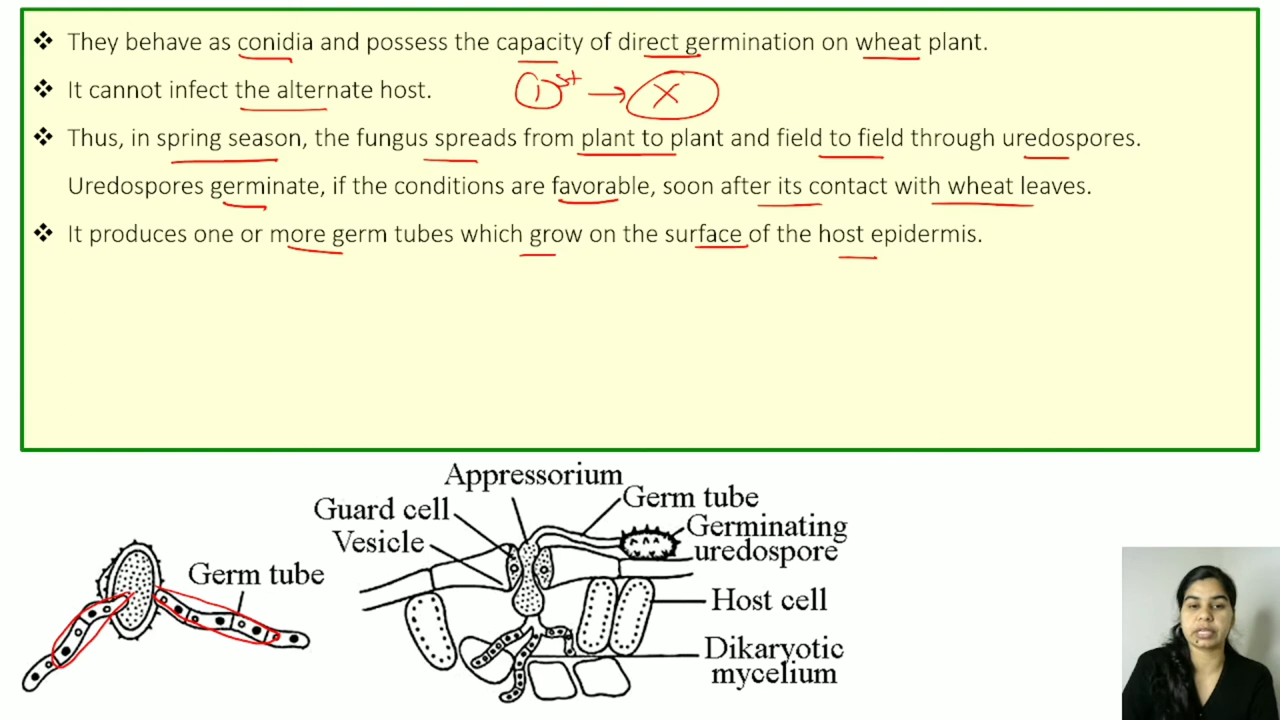 ❖ They behave as conidia and possess the capacity of direct germination on wheat plant.
❖ It cannot infect the alternate host.
1st → X
❖ Thus, in spring season, the fungus spreads from plant to plant and field to field through uredospores.
Uredospores germinate, if the conditions are favorable, soon after its contact with wheat leaves.
❖ It produces one or more germ tubes which grow on the surface of the host epidermis.
Appressorium
Germ tube
Guard cell
Germinating
uredospore
Vesicle
Germ tube
Host cell
Dikaryotic
mycelium